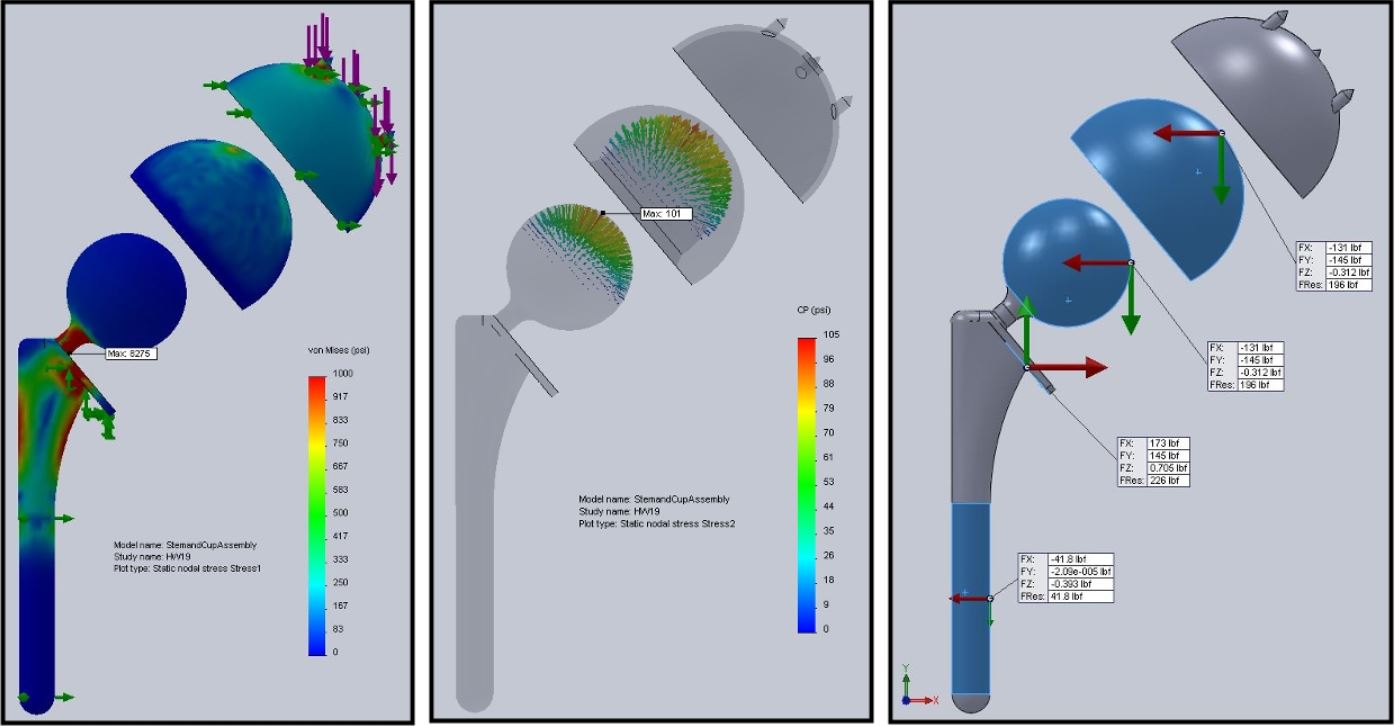 Max: 8275
von Mises (psi)
1000
917
833
750
667
583
500
417
333
250
167
83
0
Model name: StemandCupAssembly
Study name: HW19
Plot type: Static nodal stress Stress1
Max: 101
CP (psi)
105
96
88
79
70
61
53
44
35
26
18
9
0
Model name: StemandCupAssembly
Study name: HW19
Plot type: Static nodal stress Stress2
FX: -131 lbf
FY: -145 lbf
FZ: -0.312 lbf
FRes: 196 lbf
FX: -131 lbf
FY: -145 lbf
FZ: -0.312 lbf
FRes: 196 lbf
FX: 173 lbf
FY: 145 lbf
FZ: 0.705 lbf
FRes: 226 lbf
FX: -41.8 lbf
FY: -2.09e-005 lbf
FZ: -0.393 lbf
FRes: 41.8 lbf
Y
X